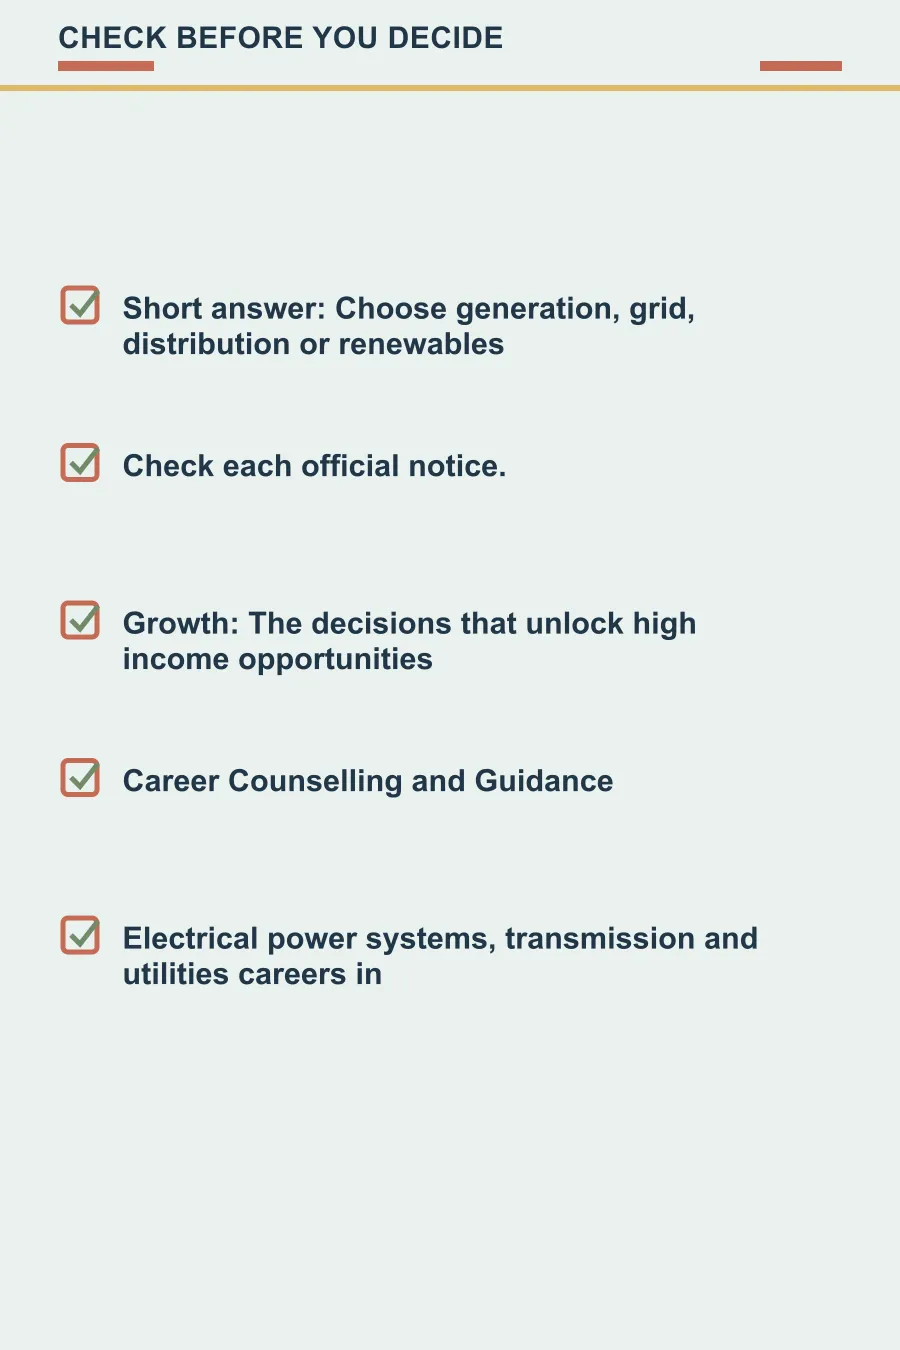 CHECK BEFORE YOU DECIDE
Short answer: Choose generation, grid,
distribution or renewables
Check each official notice.
Growth: The decisions that unlock high
income opportunities
Career Counselling and Guidance
Electrical power systems, transmission and
utilities careers in